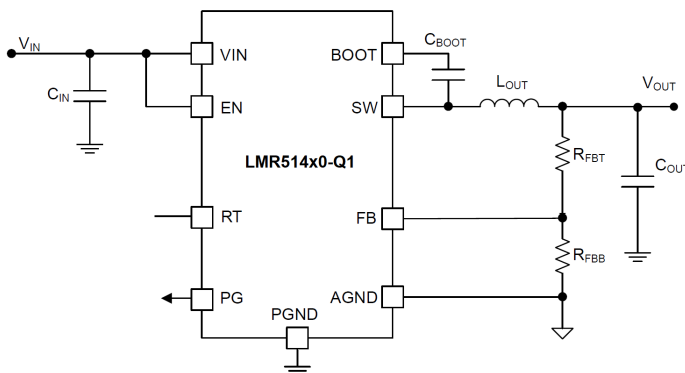 VIN
CIN
VIN
EN
RT
PG
PGND
LMR514x0-Q1
BOOT
SW
FB
AGND
CBOOT
LOUT
VOUT
RFBT
COUT
RFBB